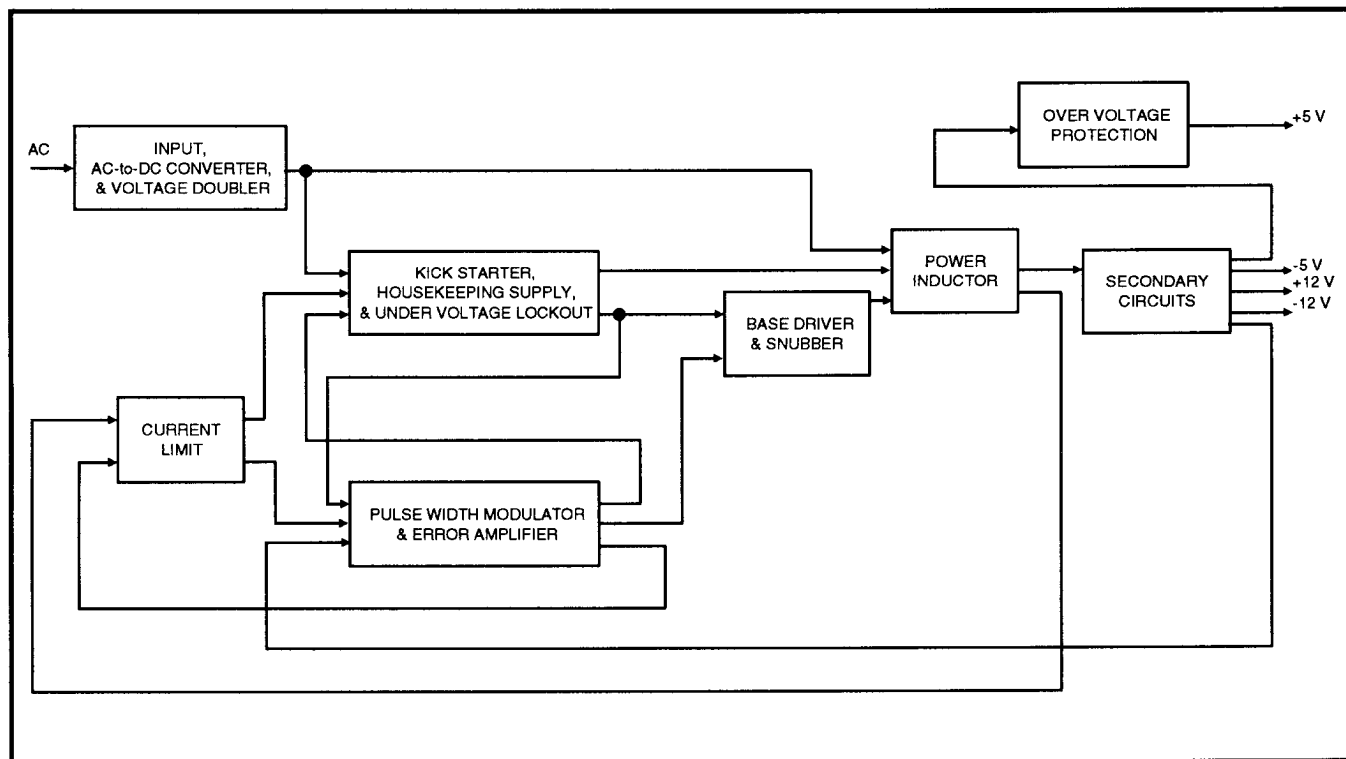 OVER VOLTAGE
PROTECTION
+5 V
AC
INPUT,
AC-to-DC CONVERTER,
& VOLTAGE DOUBLER
KICK STARTER,
HOUSEKEEPING SUPPLY,
& UNDER VOLTAGE LOCKOUT
POWER
INDUCTOR
SECONDARY
CIRCUITS
-5 V
+12 V
-12 V
BASE DRIVER
& SNUBBER
CURRENT
LIMIT
PULSE WIDTH MODULATOR
& ERROR AMPLIFIER